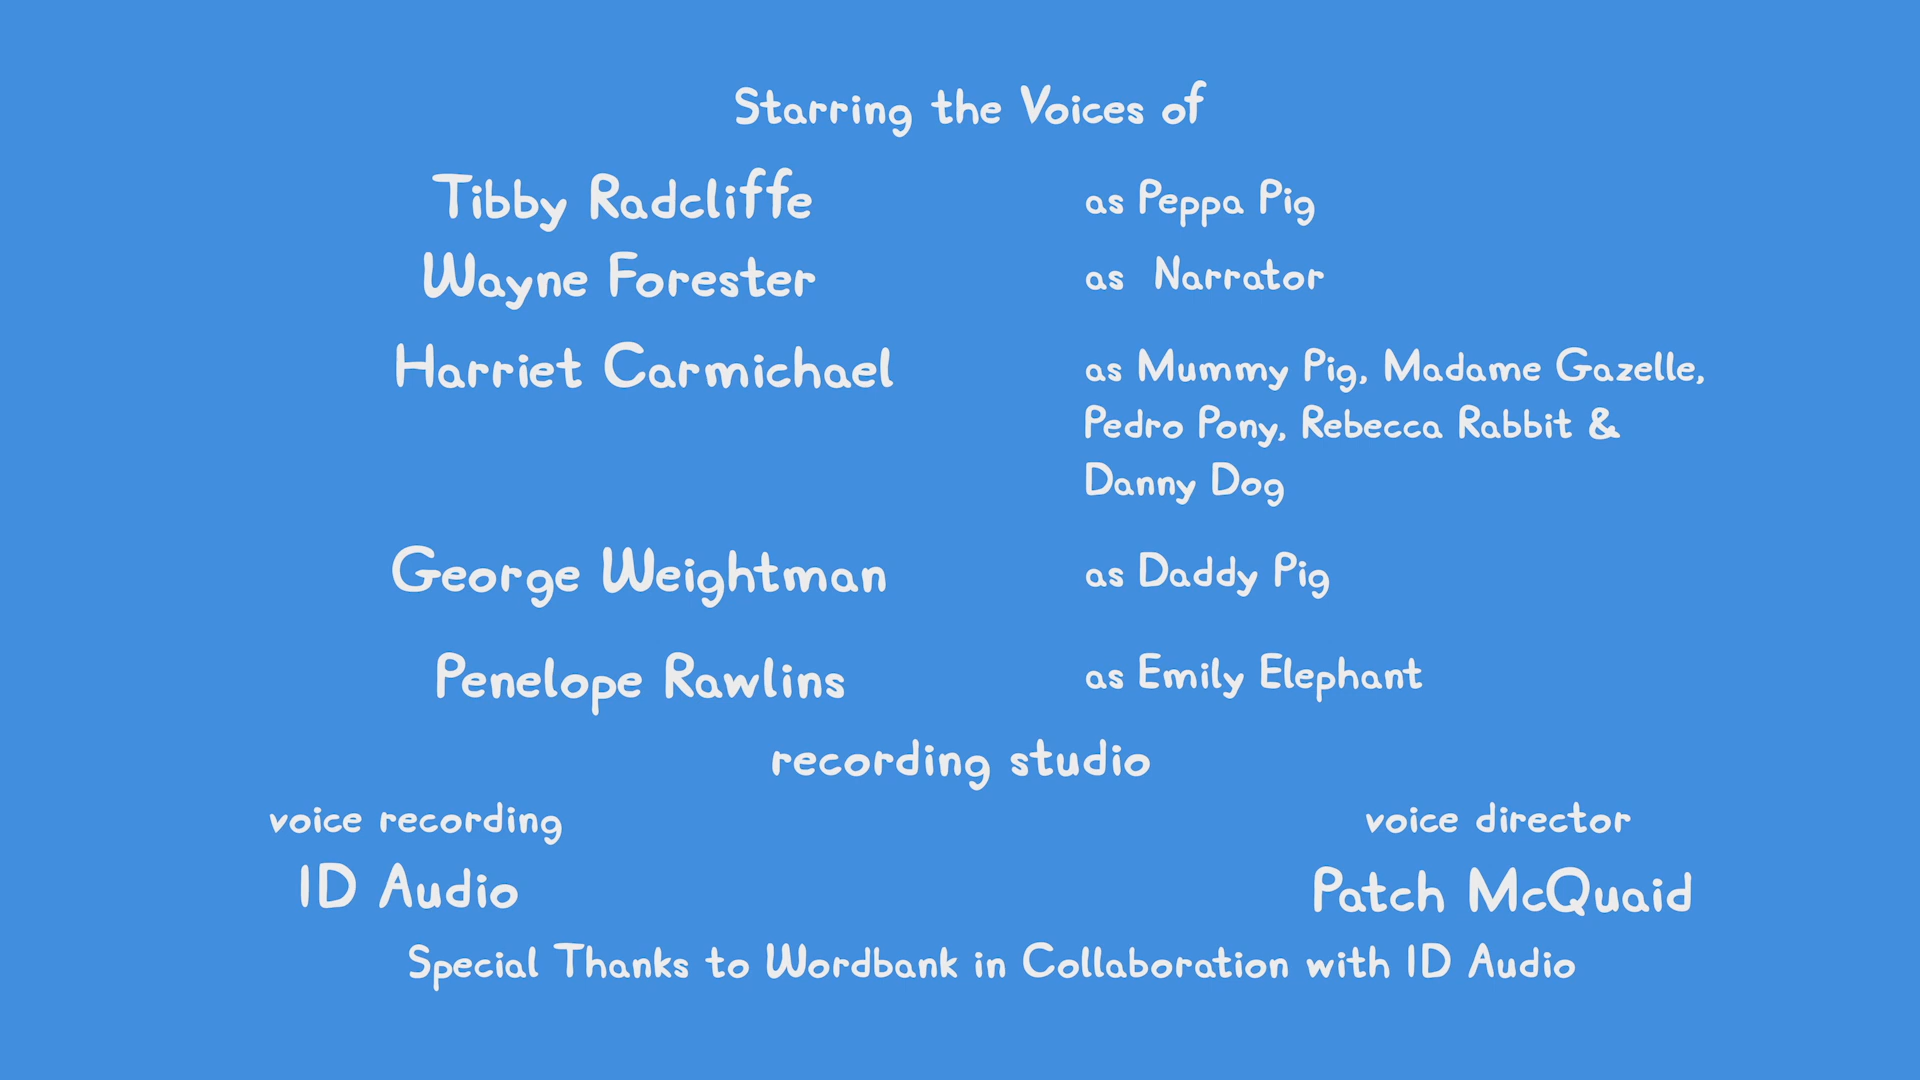 Starring the Voices of
Tibby Radcliffe as Peppa Pig
Wayne Forester as Narrator
Harriet Carmichael as Mummy Pig, Madame Gazelle,
Pedro Pony, Rebecca Rabbit &
Danny Dog
George Weightman as Daddy Pig
Penelope Rawlins as Emily Elephant
recording studio
voice recording voice director
ID Audio Patch McQuaid
Special Thanks to Wordbank in Collaboration with ID Audio